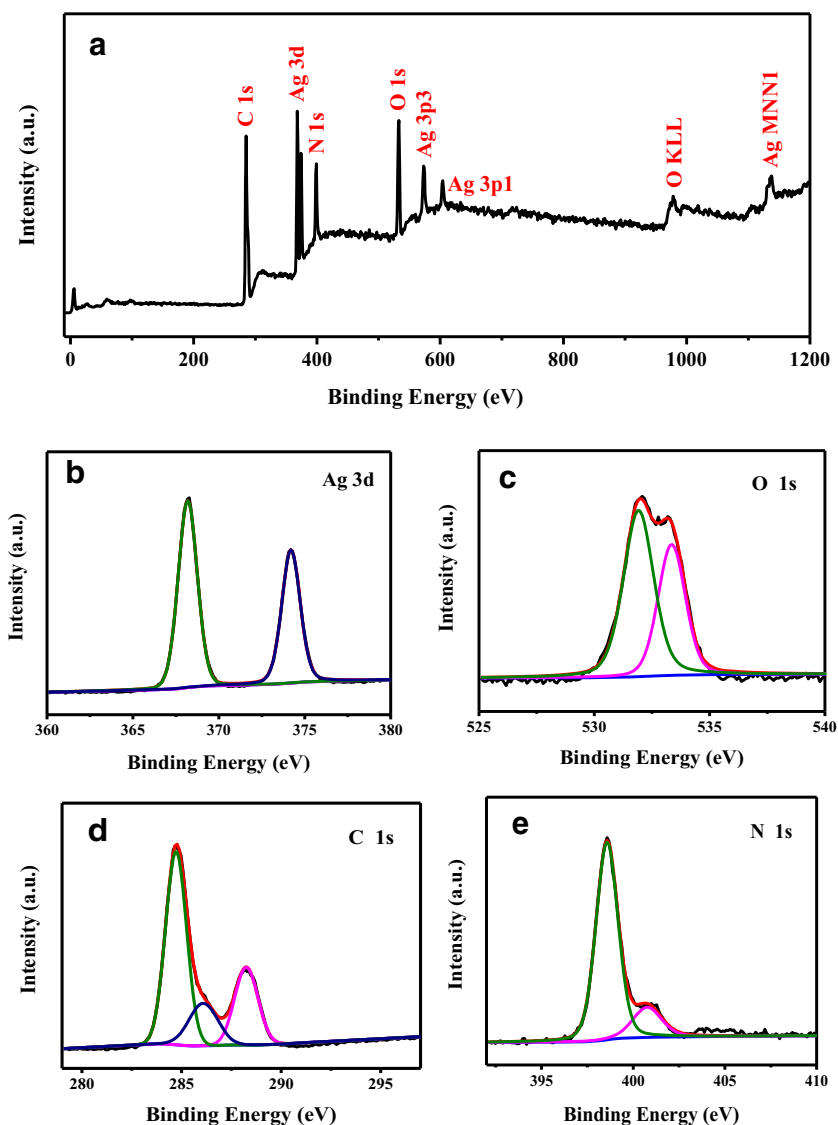 a
C 1s
Ag 3d
N 1s
O 1s
Ag 3p3
Ag 3p1
O KLL
Ag MNN1
Intensity (a.u.)
0 200 400 600 800 1000 1200
Binding Energy (eV)
b
Ag 3d
Intensity (a.u.)
360 365 370 375 380
Binding Energy (eV)
c
O 1s
Intensity (a.u.)
525 530 535 540
Binding Energy (eV)
d
C 1s
Intensity (a.u.)
280 285 290 295
Binding Energy (eV)
e
N 1s
Intensity (a.u.)
395 400 405 410
Binding Energy (eV)